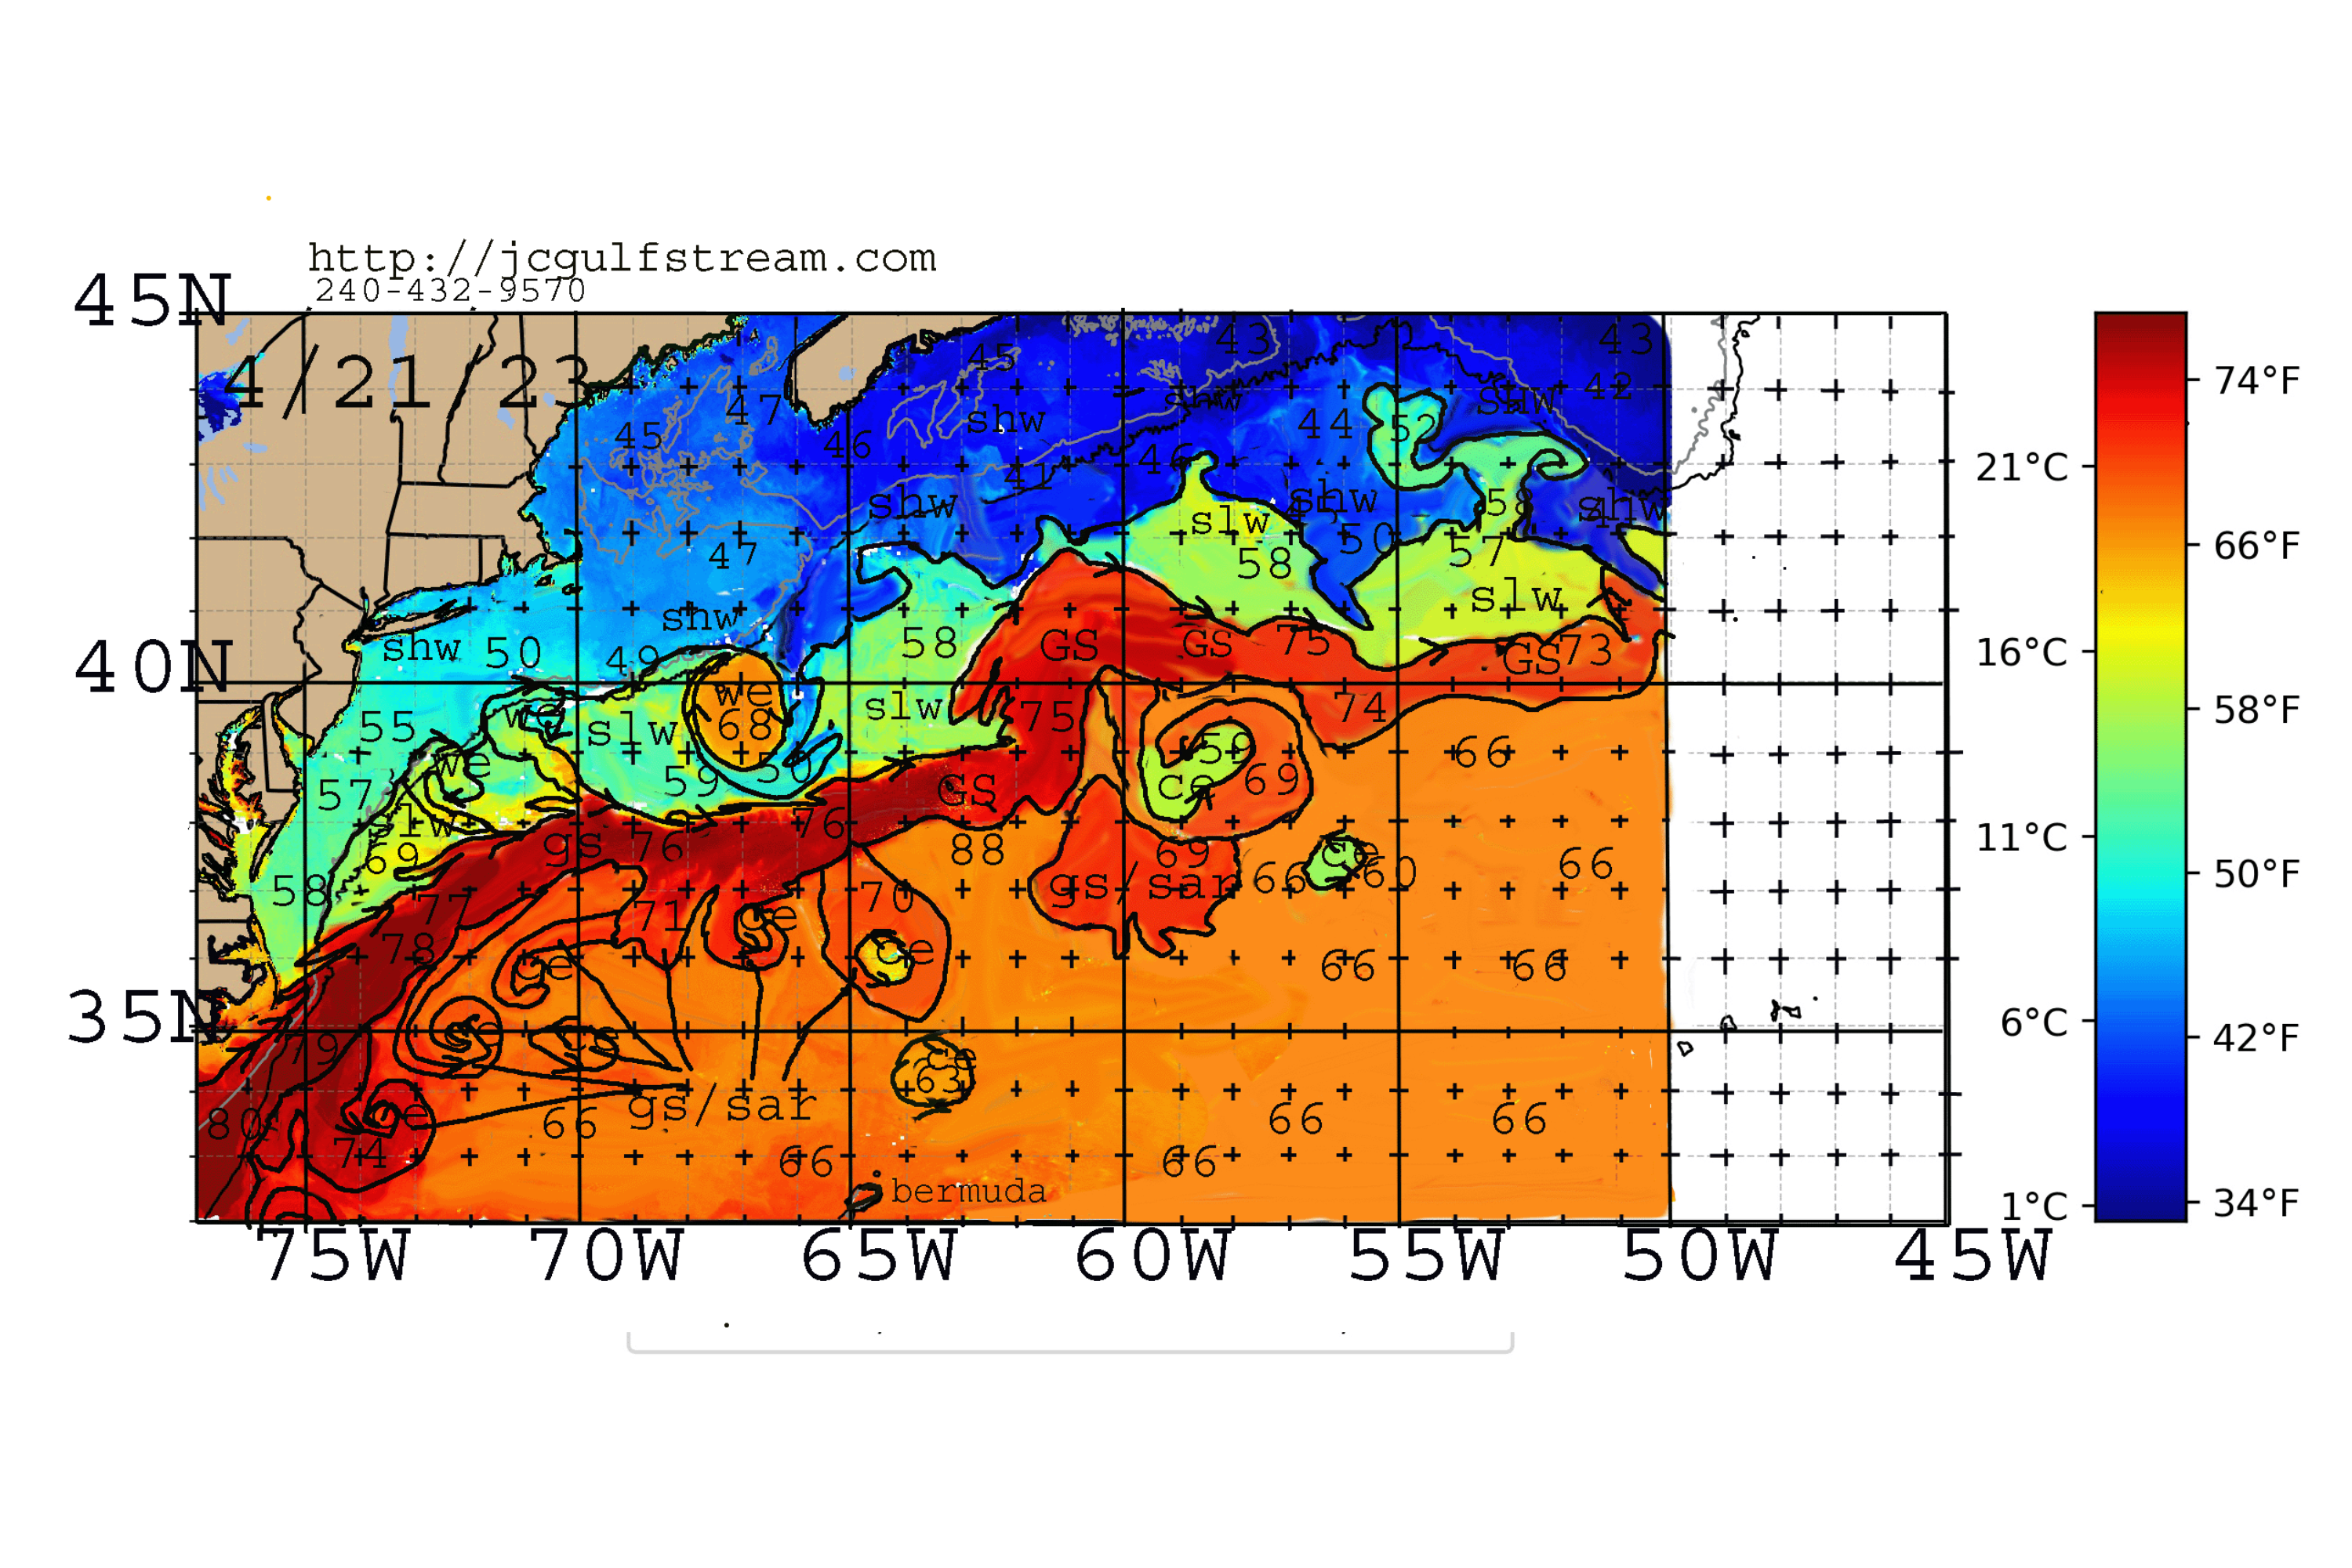 http://jcgulfstream.com
240-432-9570
45N
4/21 23
43
43
45
42
74°F
47
shw
shw
shw
45
46
44
52
46
21°C
41
shw
shw
58
shw
slw
50
66°F
47
58
57
shw
slw
shw 50
49
58
GS
GS
75
GS 73
16°C
40N
we
68
slw
75
74
58°F
55
we
slw
59
66
we
59
50
GS
ce
69
57
slw
76
11°C
69
gs
76
88
69
ce
60
66
50°F
58
77
71
ce
70
gs/sar
66
78
ce
ce
66
66
35N
6°C
42°F
79
ce
ce
ce
63
80
ce
74
66
gs/sar
66
66
66
66
bermuda
1°C
34°F
75W
70W
65W
60W
55W
50W
45W